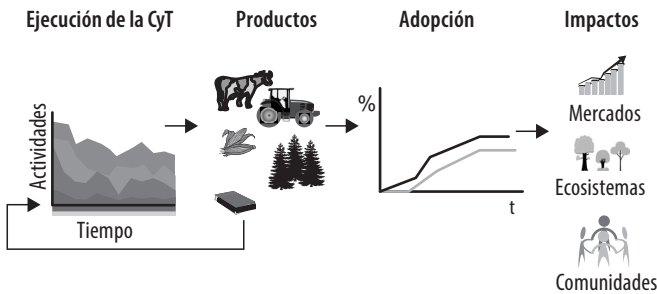 Ejecución de la CyT
Productos
Adopción
Impactos
Actividades
Tiempo
%
t
Mercados
Ecosistemas
Comunidades